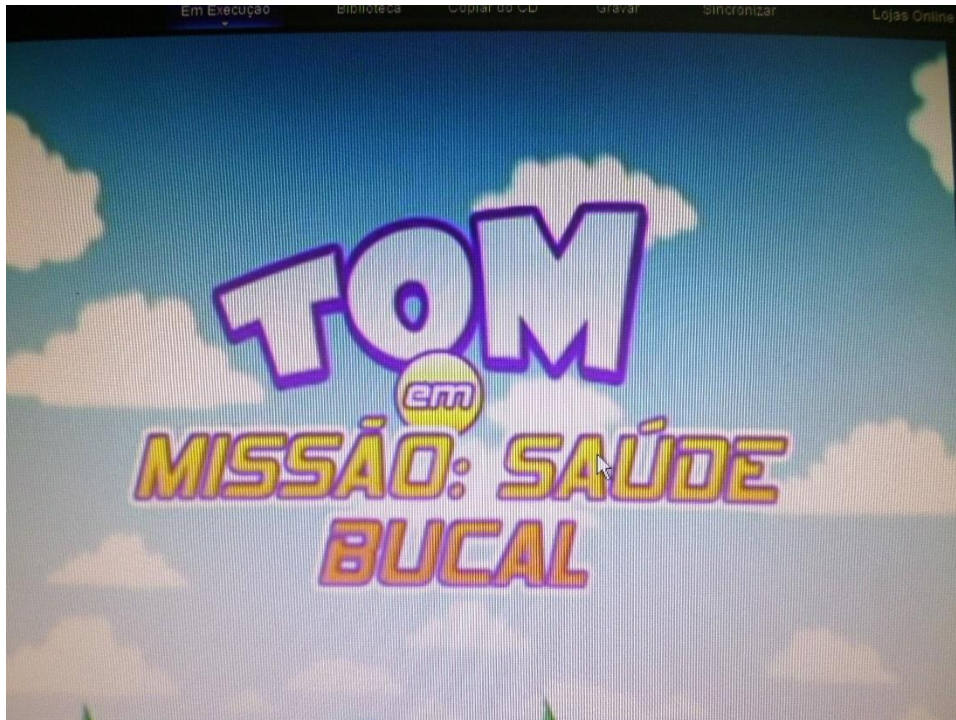 Em Execução Biblioteca Copiar do CD Gravar Sincronizar Lojas Online
TOM
em
MISSÃO: SAÚDE
BUCAL